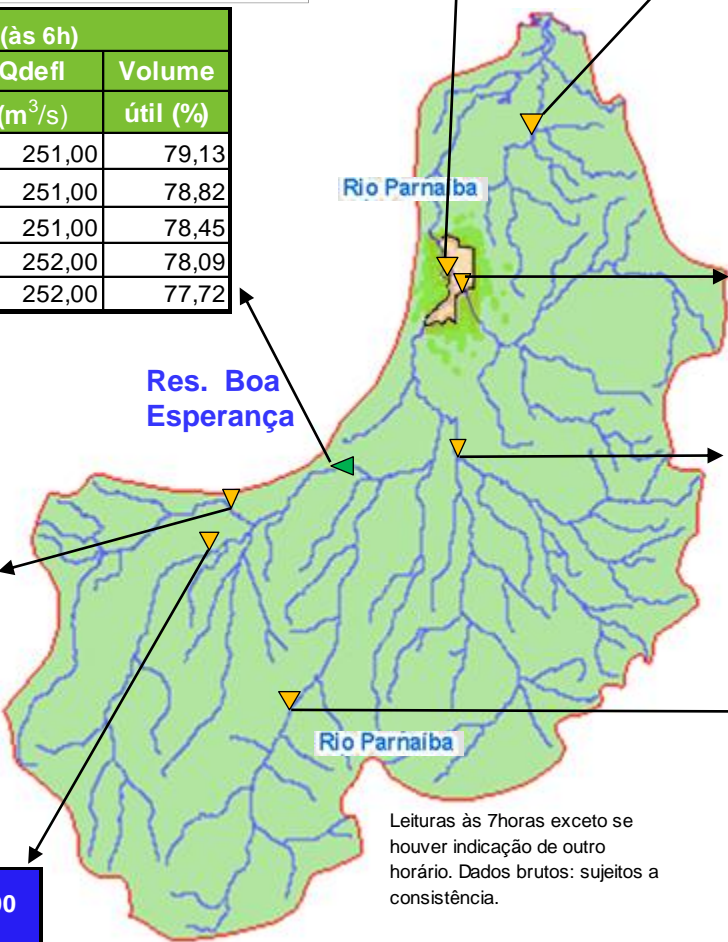 (às 6h)
Qdefl Volume
(m³/s) útil (%)
251,00 79,13
251,00 78,82
251,00 78,45
252,00 78,09
252,00 77,72
Rio Parnaíba
Res. Boa
Esperança
Rio Parnaíba
Leituras às 7horas exceto se
houver indicação de outro
horário. Dados brutos: sujeitos a
consistência.